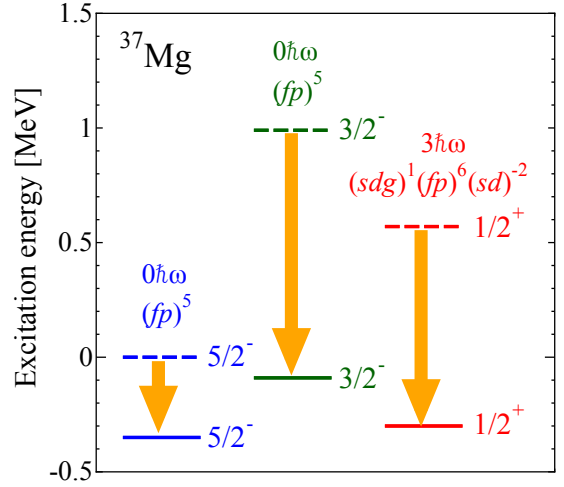 Excitation energy [MeV]
1.5
1
0.5
0
-0.5
³⁷Mg
0ℏω
(fp)⁵
3/2⁻
3/2⁻
3ℏω
(sdg)¹(fp)⁶(sd)⁻²
1/2⁺
1/2⁺
0ℏω
(fp)⁵
5/2⁻
5/2⁻